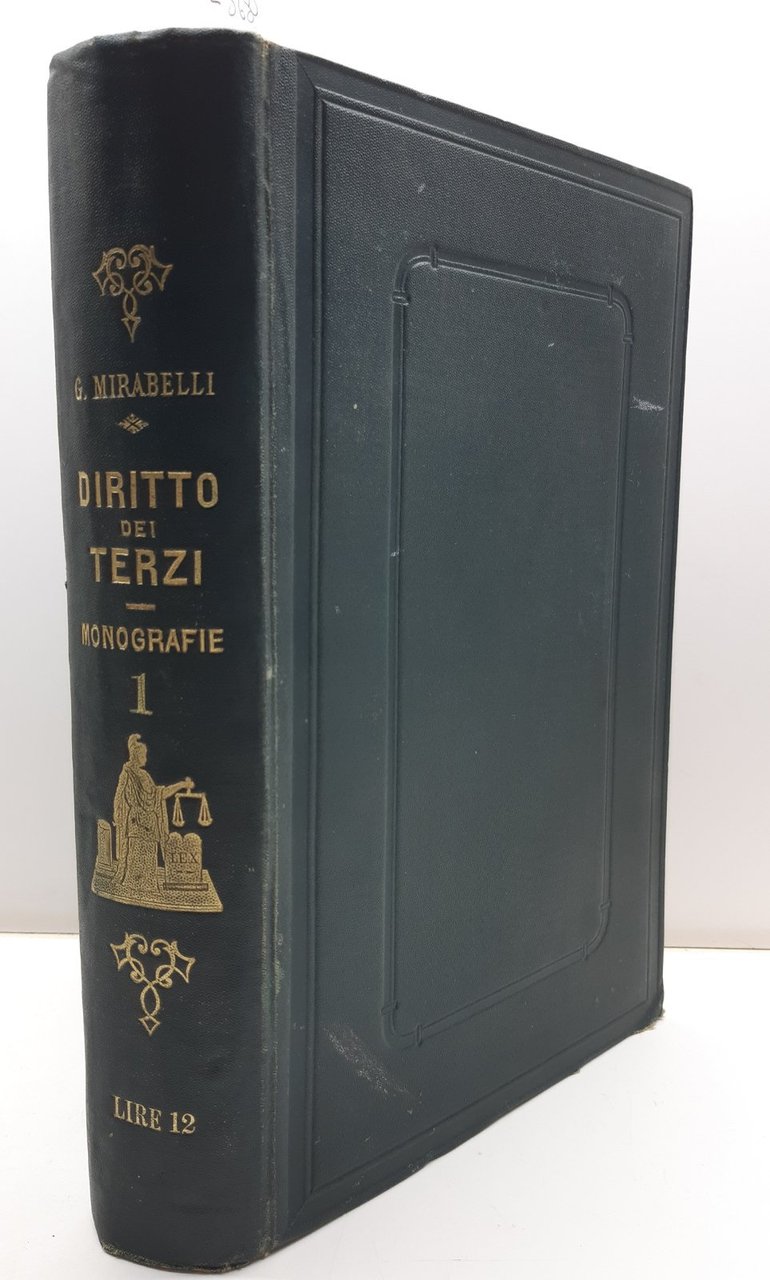 G. MIRABELLI
DIRITTO
DEI
TERZI
MONOGRAFIE
1
LEX
LIRE 12